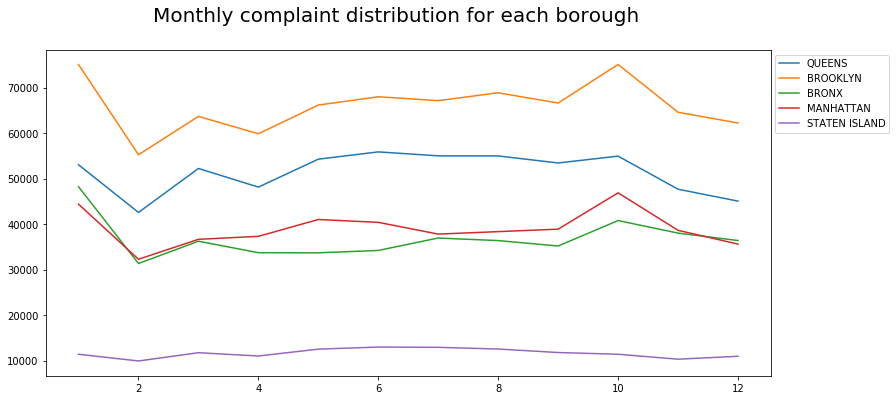 Monthly complaint distribution for each borough
QUEENS
BROOKLYN
BRONX
MANHATTAN
STATEN ISLAND
70000
60000
50000
40000
30000
20000
10000
2
4
6
8
10
12